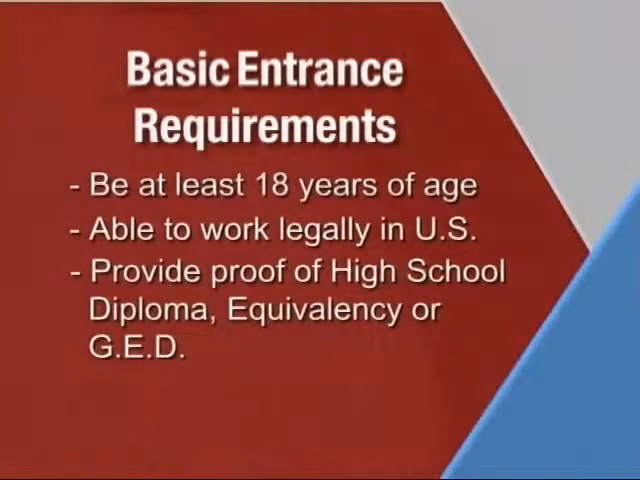 Basic Entrance
Requirements
- Be at least 18 years of age
- Able to work legally in U.S.
- Provide proof of High School
Diploma, Equivalency or
G.E.D.